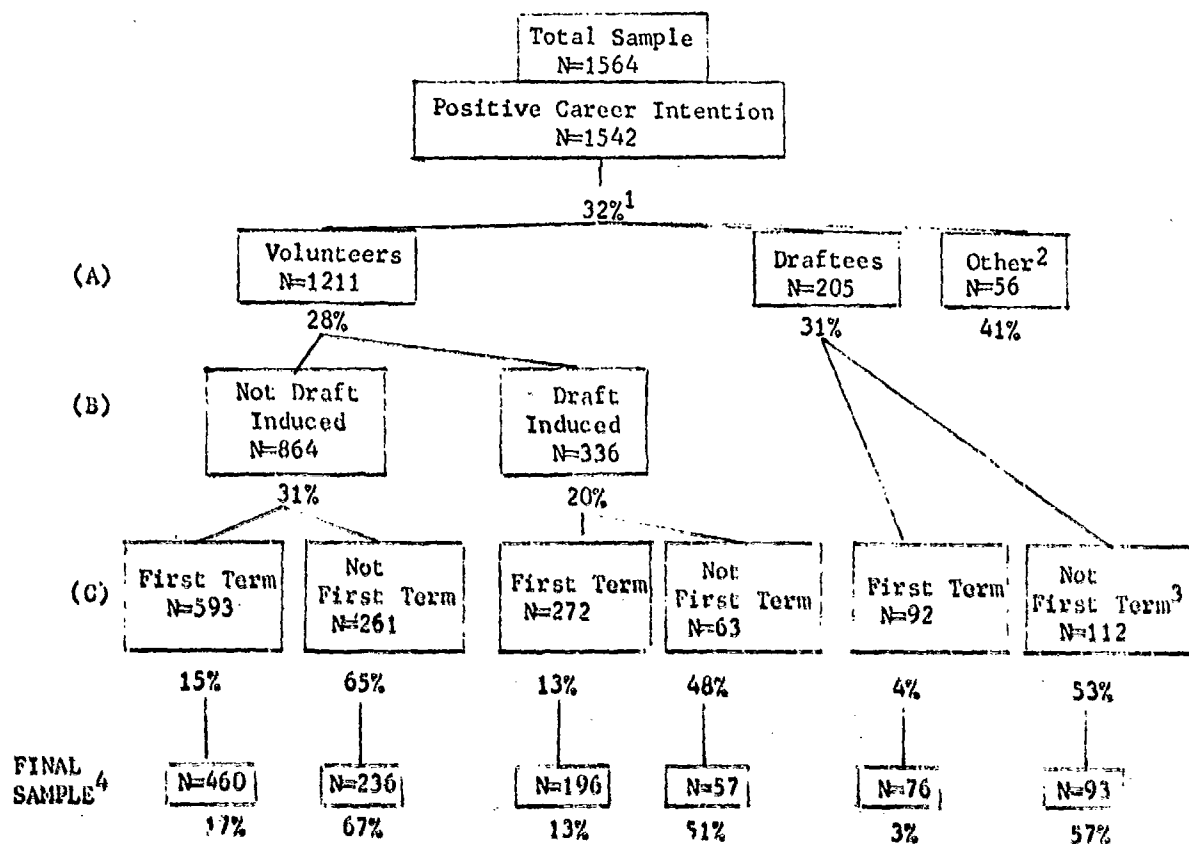 Total Sample
N=1564
Positive Career Intention
N=1542
32%1
(A)
Volunteers
N=1211
Draftees
N=205
Other2
N=56
28%
31%
41%
(B)
Not Draft
Induced
N=864
Draft
Induced
N=336
31%
20%
(C)
First Term
N=593
Not
First Term
N=261
First Term
N=272
Not
First Term
N=63
First Term
N=92
Not
First Term3
N=112
15%
65%
13%
48%
4%
53%
FINAL
SAMPLE4
N=460
N=236
N=196
N=57
N=76
N=93
17%
67%
13%
51%
3%
57%